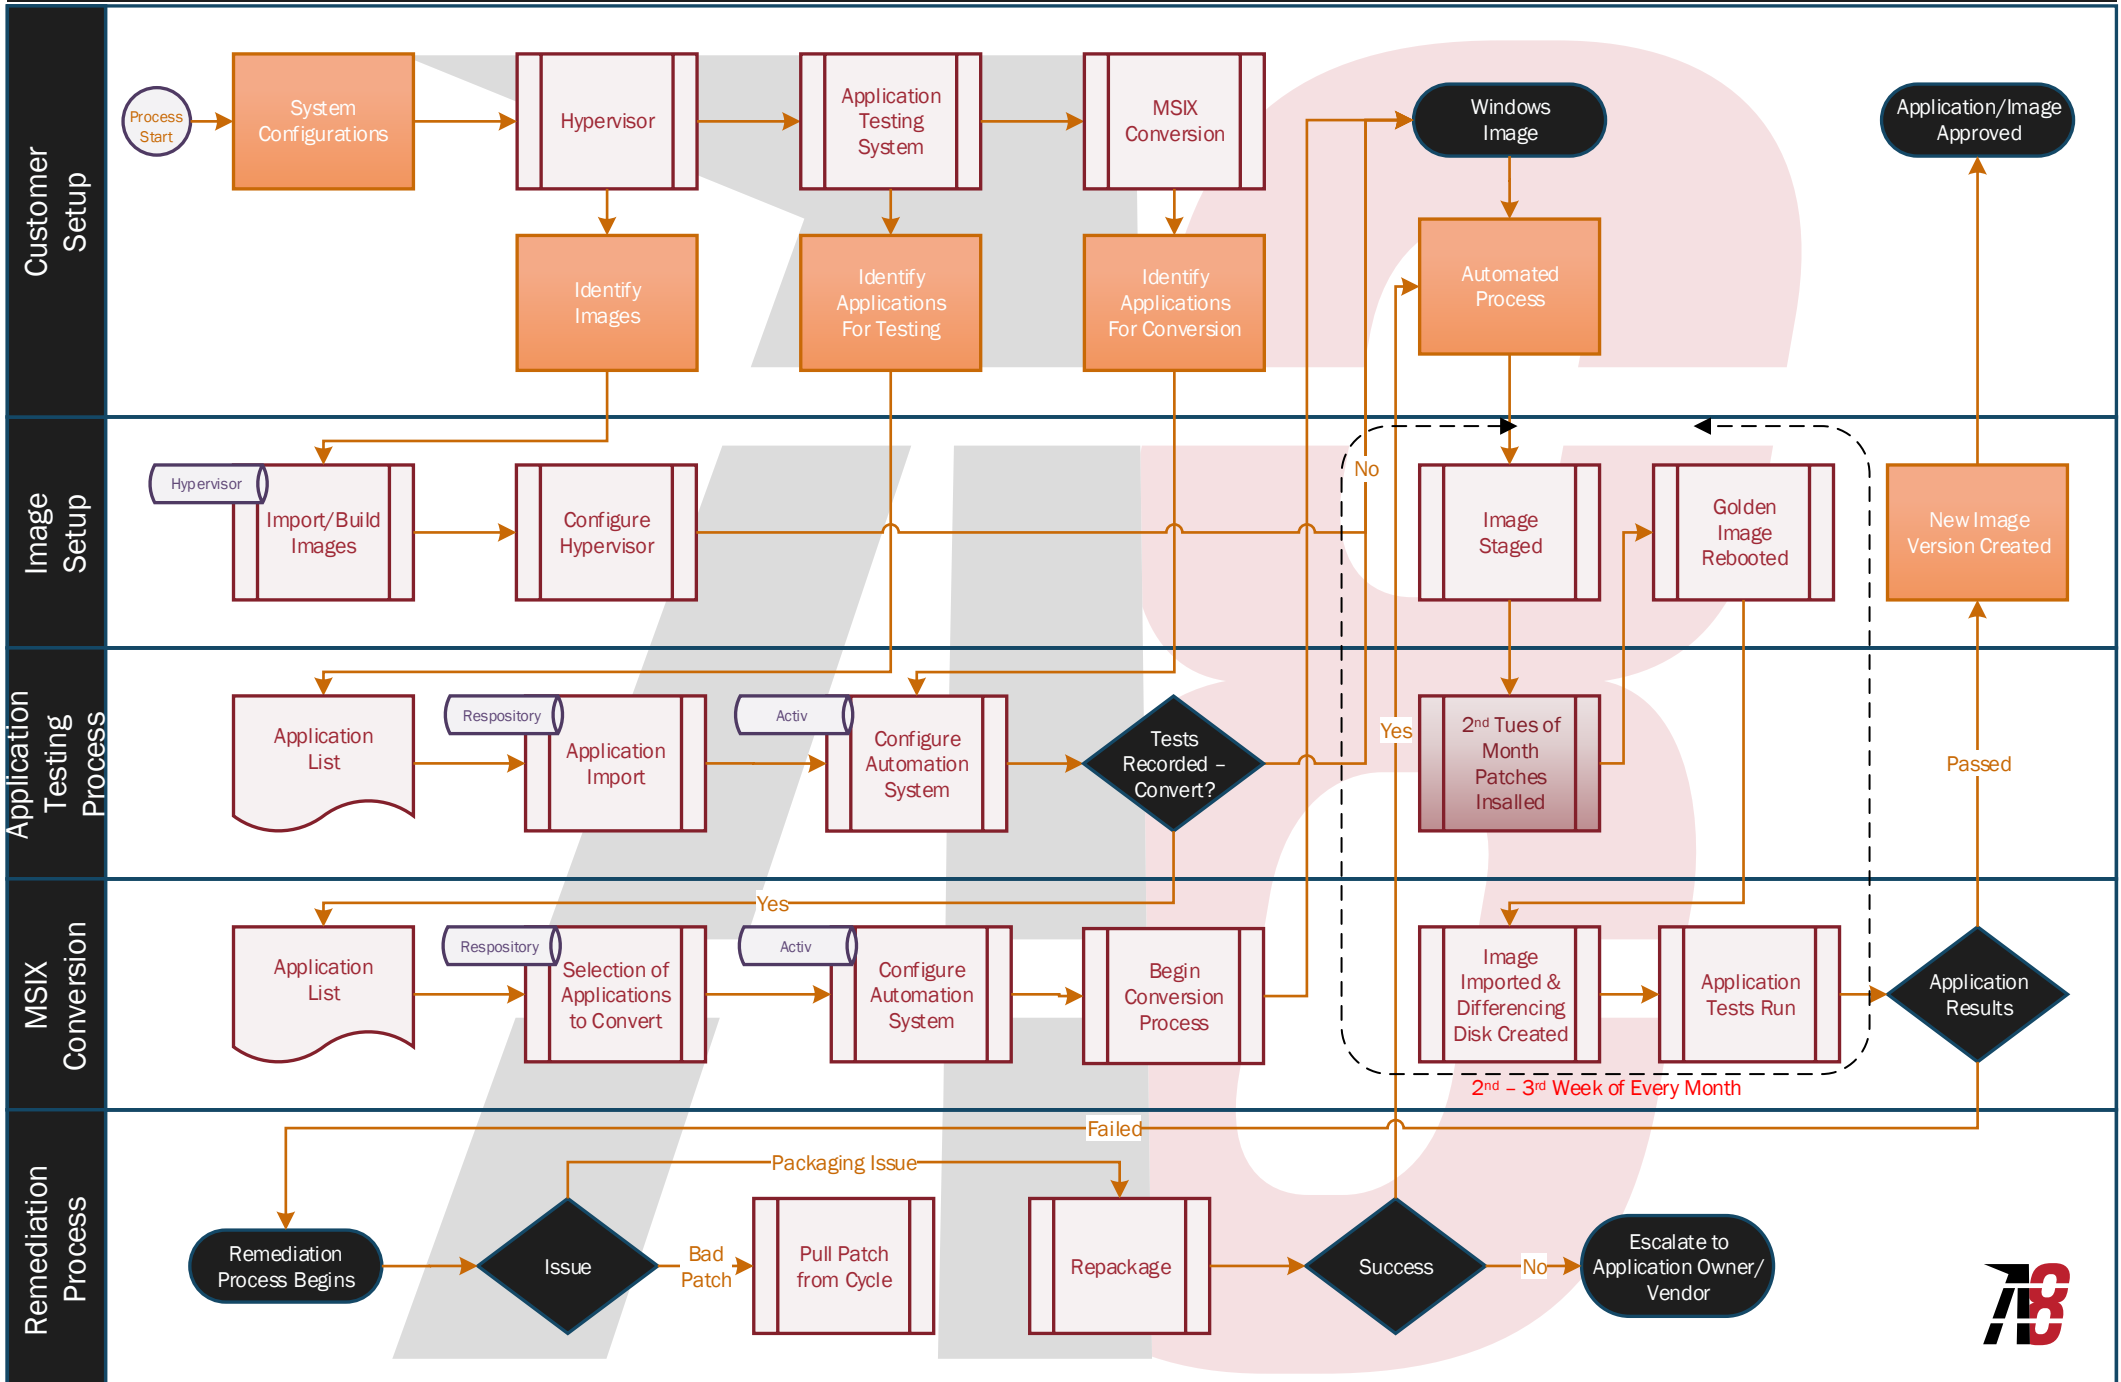 Customer
Setup
Process
Start
System
Configurations
Hypervisor
Application
Testing
System
MSIX
Conversion
Windows
Image
Application/Image
Approved
Identify
Images
Identify
Applications
For Testing
Identify
Applications
For Conversion
Automated
Process
Image
Setup
Hypervisor
Import/Build
Images
Configure
Hypervisor
No
Image
Staged
Golden
Image
Rebooted
New Image
Version Created
Application
Testing
Process
Application
List
Respository
Application
Import
Activ
Configure
Automation
System
Tests
Recorded –
Convert?
Yes
2nd Tues of
Month
Patches
Insalled
Passed
MSIX
Conversion
Yes
Application
List
Respository
Selection of
Applications
to Convert
Activ
Configure
Automation
System
Begin
Conversion
Process
Image
Imported &
Differencing
Disk Created
Application
Tests Run
Application
Results
2nd – 3rd Week of Every Month
Remediation
Process
Failed
Packaging Issue
Remediation
Process Begins
Issue
Bad
Patch
Pull Patch
from Cycle
Repackage
Success
No
Escalate to
Application Owner/
Vendor